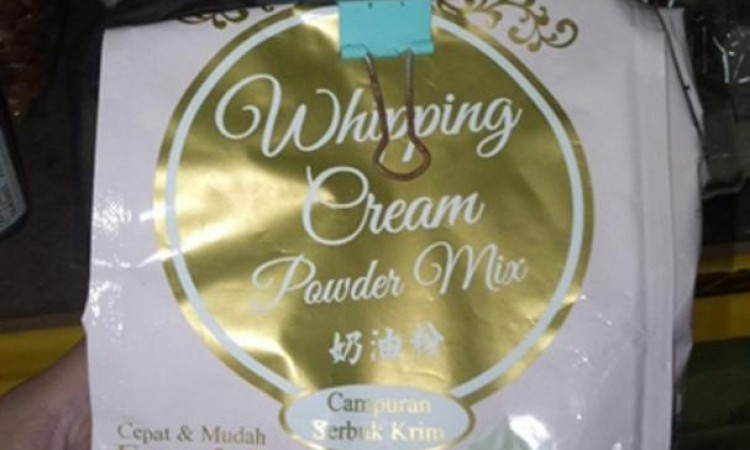 Whipping
Cream
Powder Mix
奶油粉
Campuran
Serbuk Krim
Cepat & Mudah